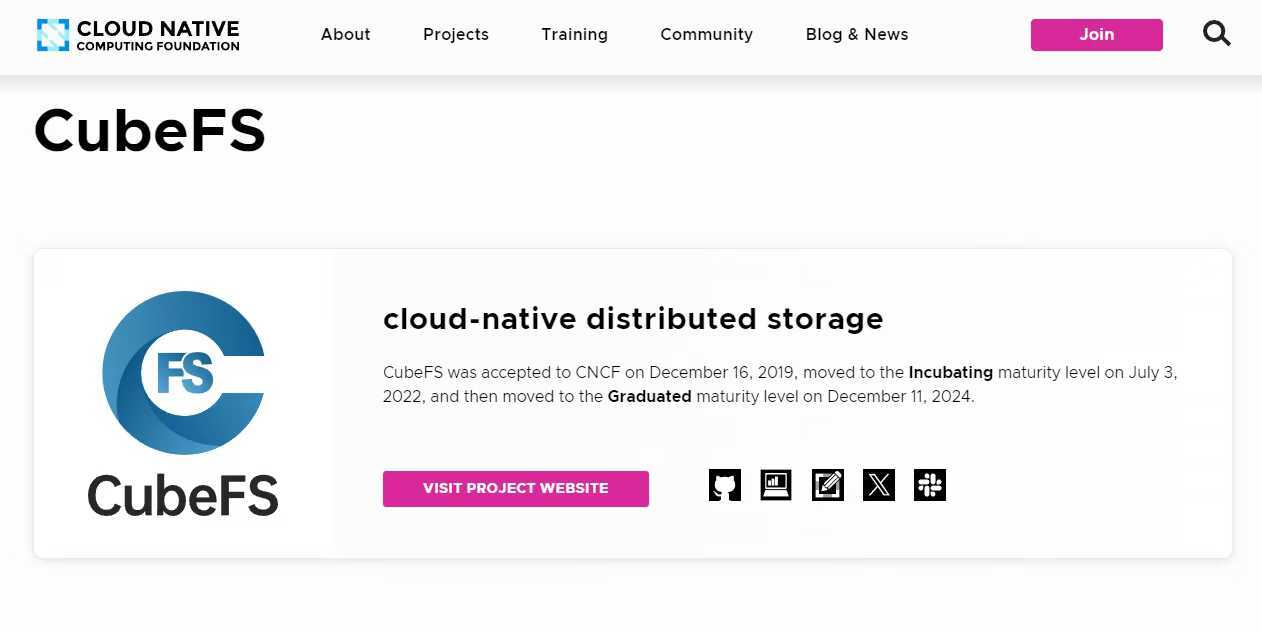 CLOUD NATIVE
COMPUTING FOUNDATION
About Projects Training Community Blog & News Join
CubeFS
FS
CubeFS
cloud-native distributed storage
CubeFS was accepted to CNCF on December 16, 2019, moved to the Incubating maturity level on July 3,
2022, and then moved to the Graduated maturity level on December 11, 2024.
VISIT PROJECT WEBSITE